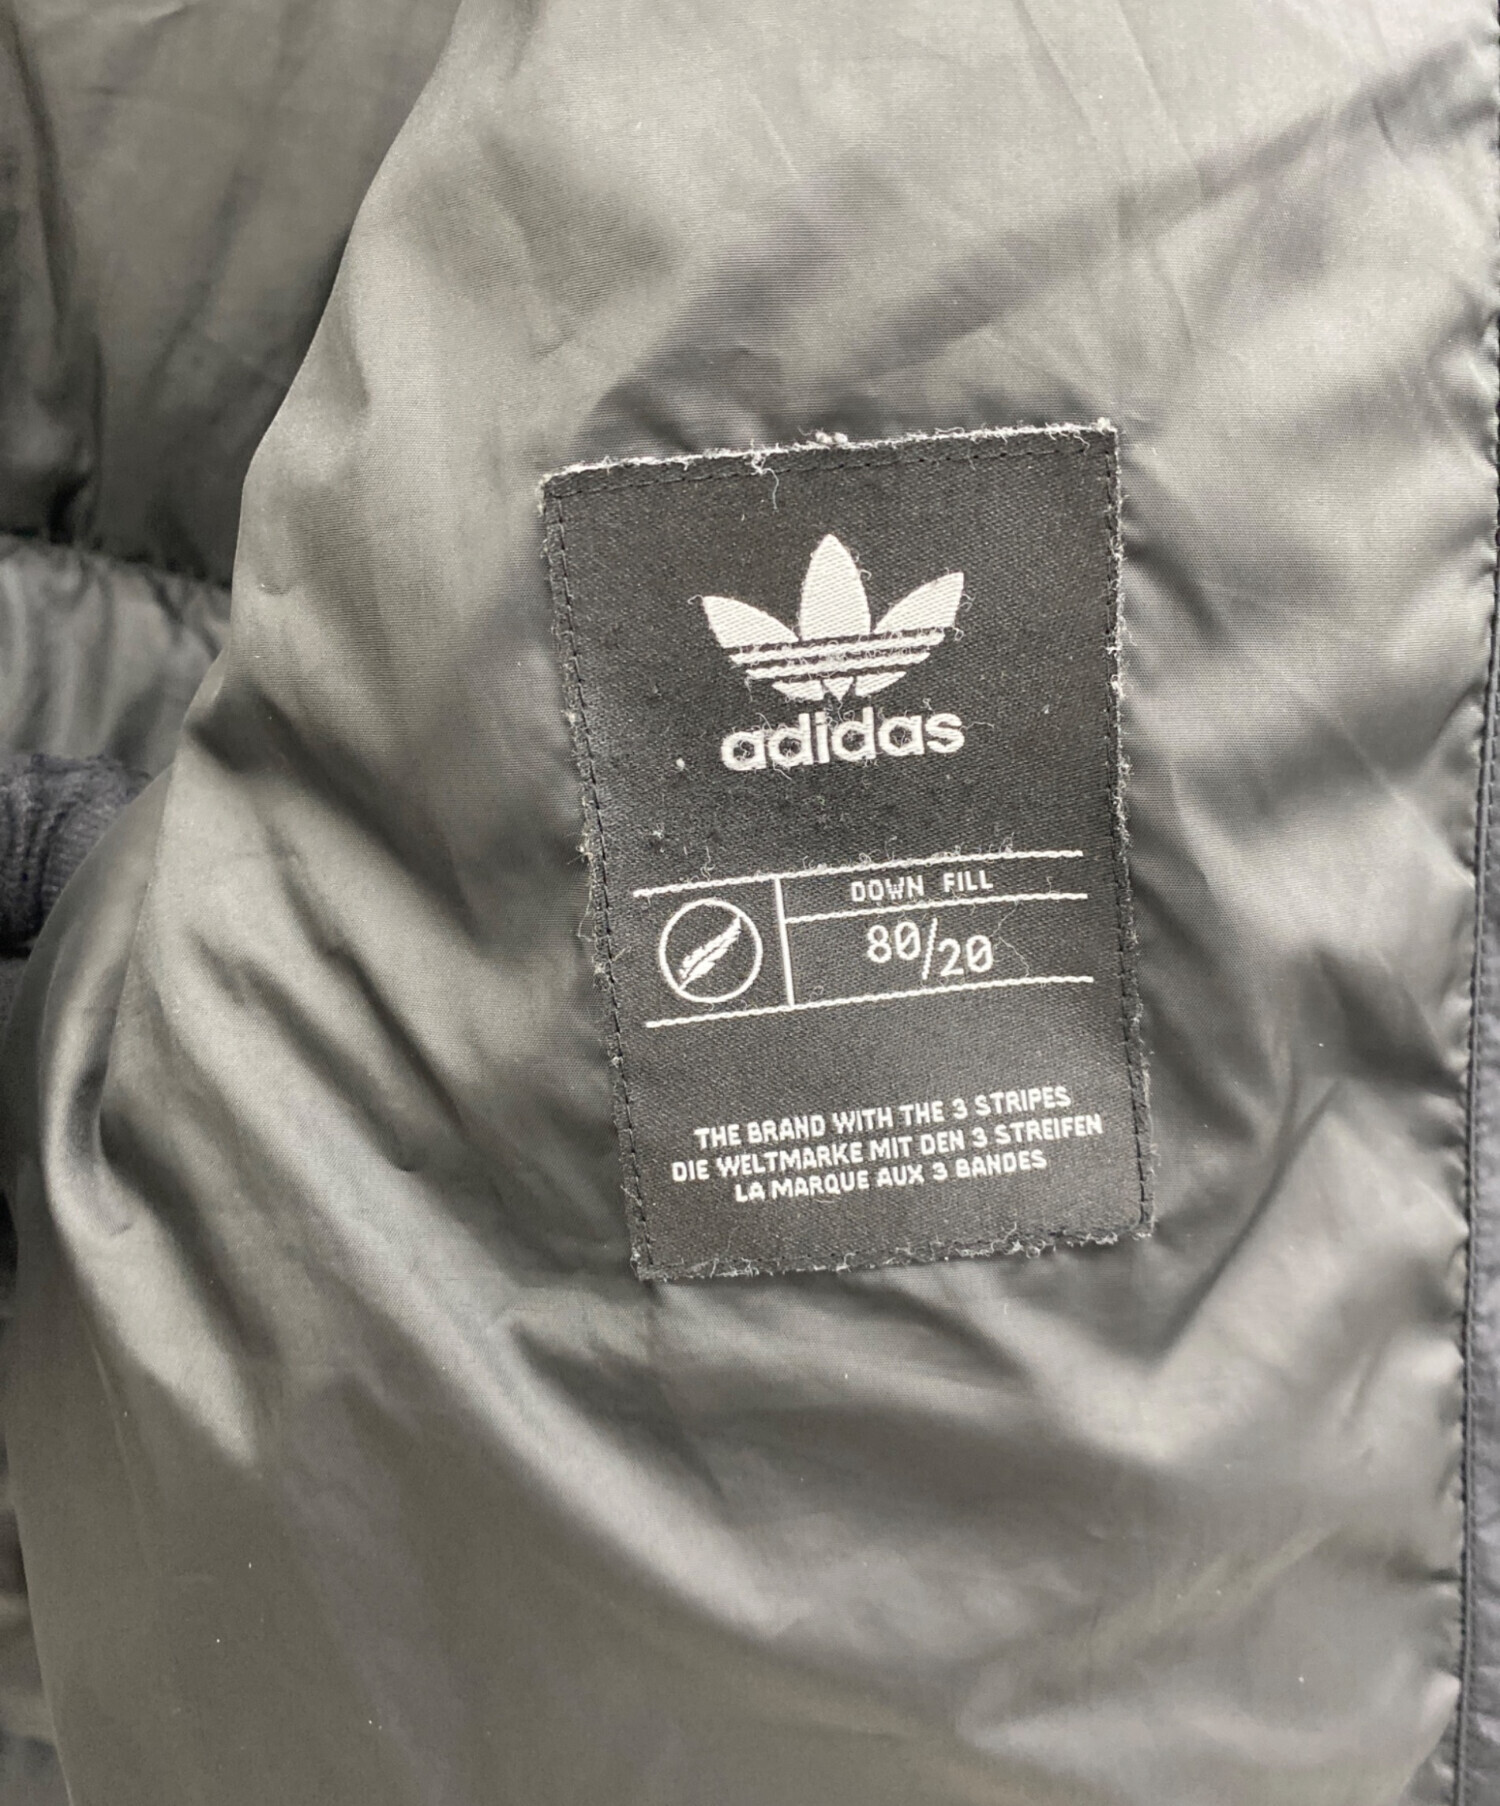 adidas
DOWN FILL
80/20
THE BRAND WITH THE 3 STRIPES
DIE WELTMARKE MIT DEN 3 STREIFEN
LA MARQUE AUX 3 BANDES